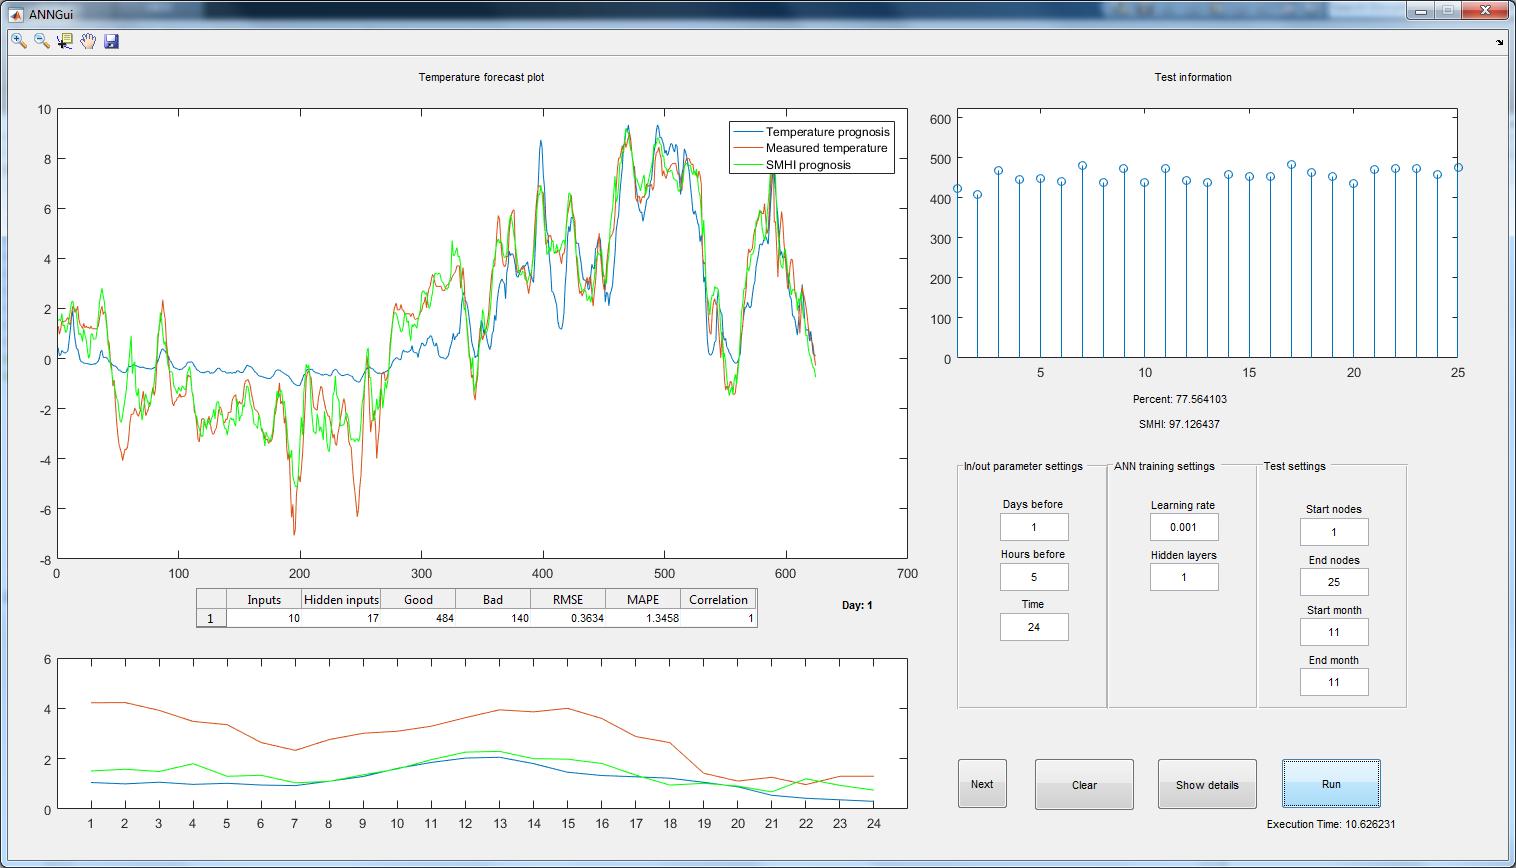 ANNGui
Temperature forecast plot
10
8
6
4
2
0
-2
-4
-6
-8
0 100 200 300 400 500 600 700
Temperature prognosis
Measured temperature
SMHI prognosis
Inputs Hidden inputs Good Bad RMSE MAPE Correlation
1 10 17 484 140 0.3634 1.3458 1
Day: 1
6
4
2
0
1 2 3 4 5 6 7 8 9 10 11 12 13 14 15 16 17 18 19 20 21 22 23 24
Test information
600
500
400
300
200
100
0
5 10 15 20 25
Percent: 77.564103
SMHI: 97.126437
In/out parameter settings
Days before
1
Hours before
5
Time
24
ANN training settings
Learning rate
0.001
Hidden layers
1
Test settings
Start nodes
1
End nodes
25
Start month
11
End month
11
Next
Clear
Show details
Run
Execution Time: 10.626231